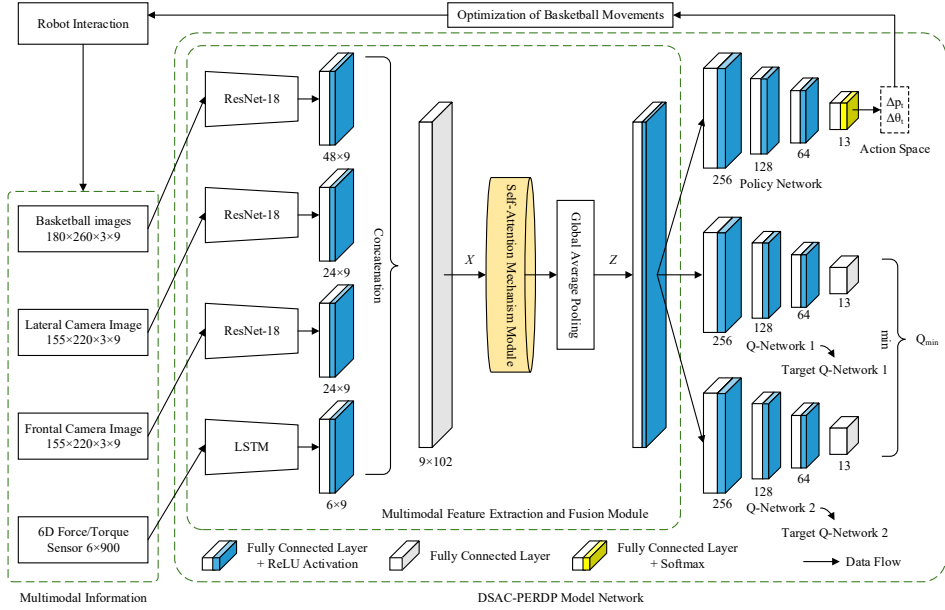 Robot Interaction
Optimization of Basketball Movements
Basketball images
180×260×3×9
Lateral Camera Image
155×220×3×9
Frontal Camera Image
155×220×3×9
6D Force/Torque
Sensor 6×900
Multimodal Information
ResNet-18
48×9
ResNet-18
24×9
ResNet-18
24×9
LSTM
6×9
Concatenation
9×102
X
Self-Attention Mechanism Module
Global Average
Pooling
Z
Multimodal Feature Extraction and Fusion Module
256
128
64
13
Policy Network
Δpₜ
Δθₜ
Action Space
256
128
64
13
Q-Network 1
Target Q-Network 1
min
Qmin
256
128
64
13
Q-Network 2
Target Q-Network 2
Fully Connected Layer
+ ReLU Activation
Fully Connected Layer
Fully Connected Layer
+ Softmax
Data Flow
DSAC-PERDP Model Network